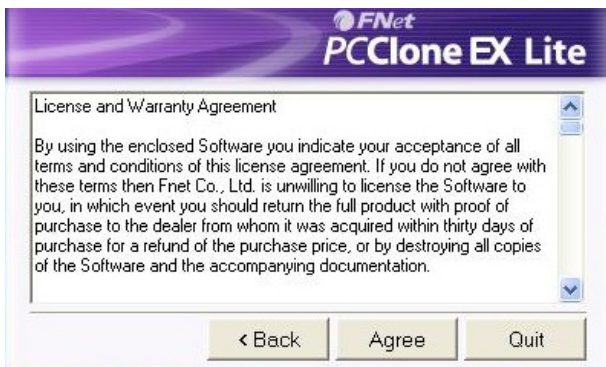 FNet
PCClone EX Lite
License and Warranty Agreement
By using the enclosed Software you indicate your acceptance of all
terms and conditions of this license agreement. If you do not agree with
these terms then Fnet Co., Ltd. is unwilling to license the Software to
you, in which event you should return the full product with proof of
purchase to the dealer from whom it was acquired within thirty days of
purchase for a refund of the purchase price, or by destroying all copies
of the Software and the accompanying documentation.
< Back
Agree
Quit